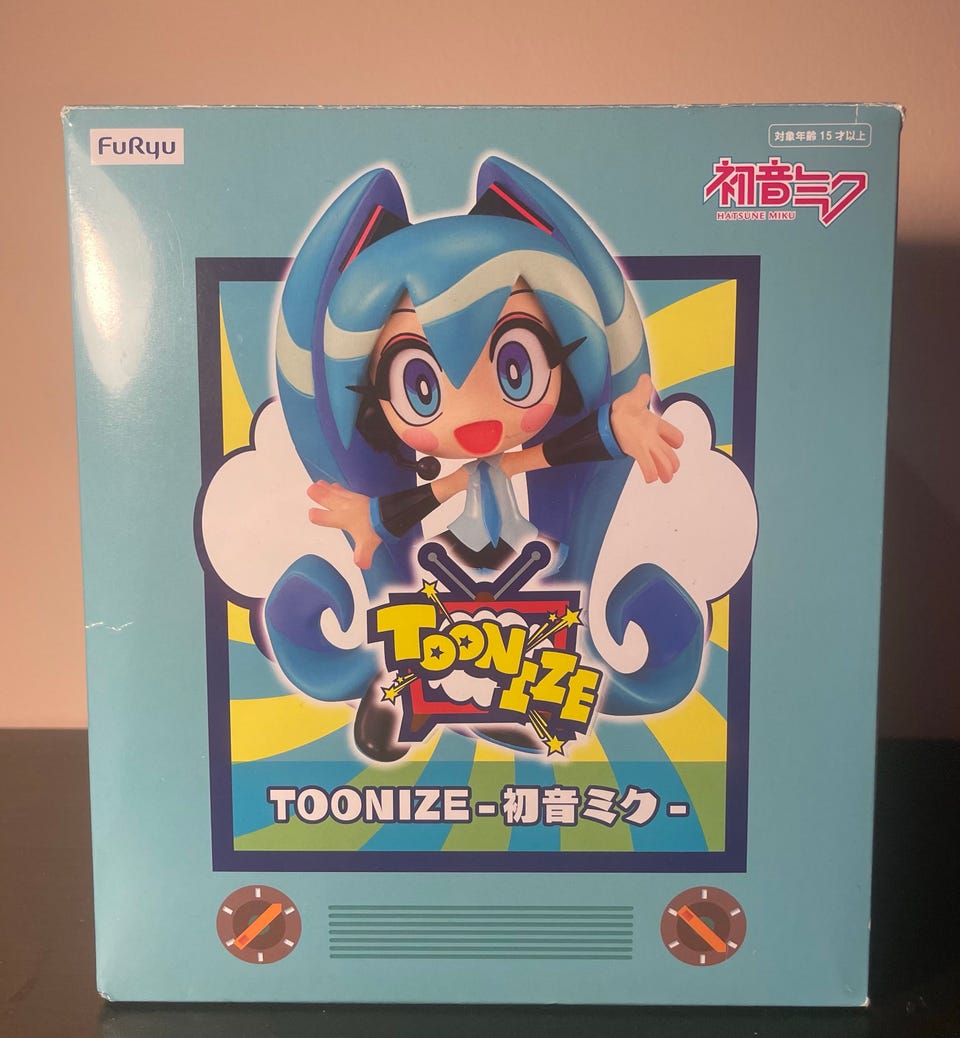 FuRyu
対象年齢 15 才以上
初音ミク
HATSUNE MIKU
TOONIZE
TOONIZE - 初音ミク -